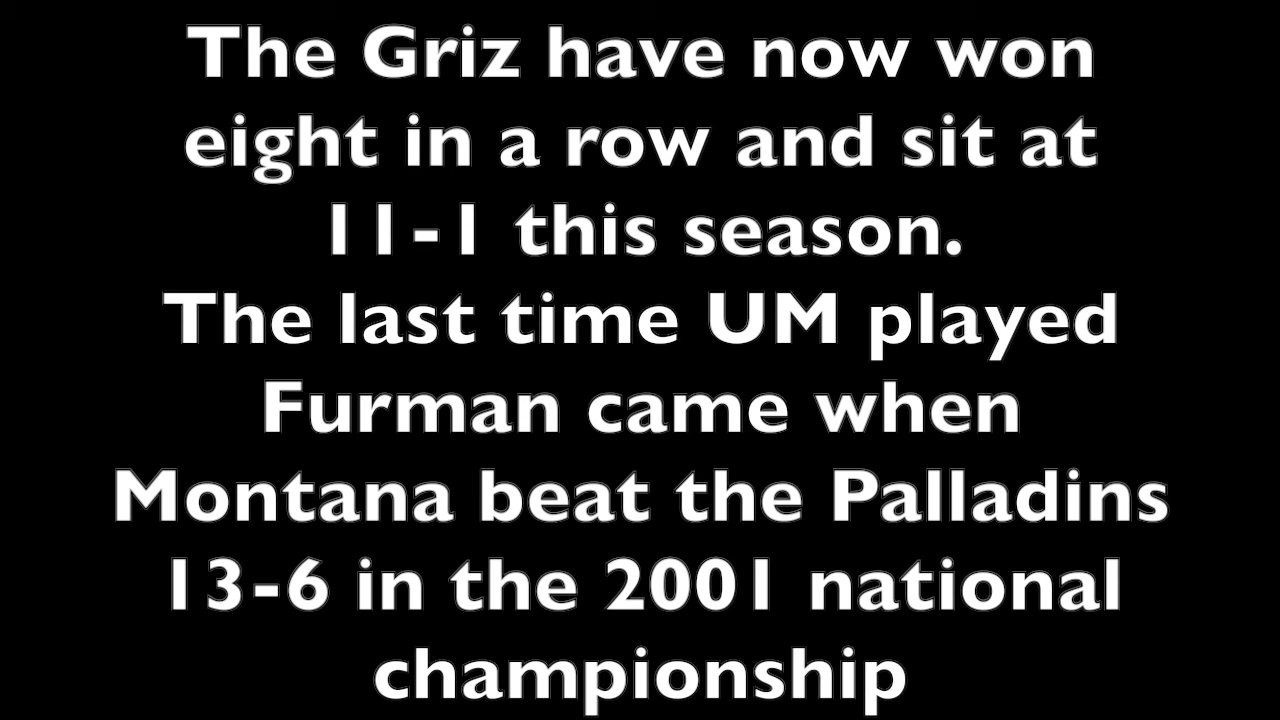 The Griz have now won
eight in a row and sit at
11-1 this season.
The last time UM played
Furman came when
Montana beat the Palladins
13-6 in the 2001 national
championship